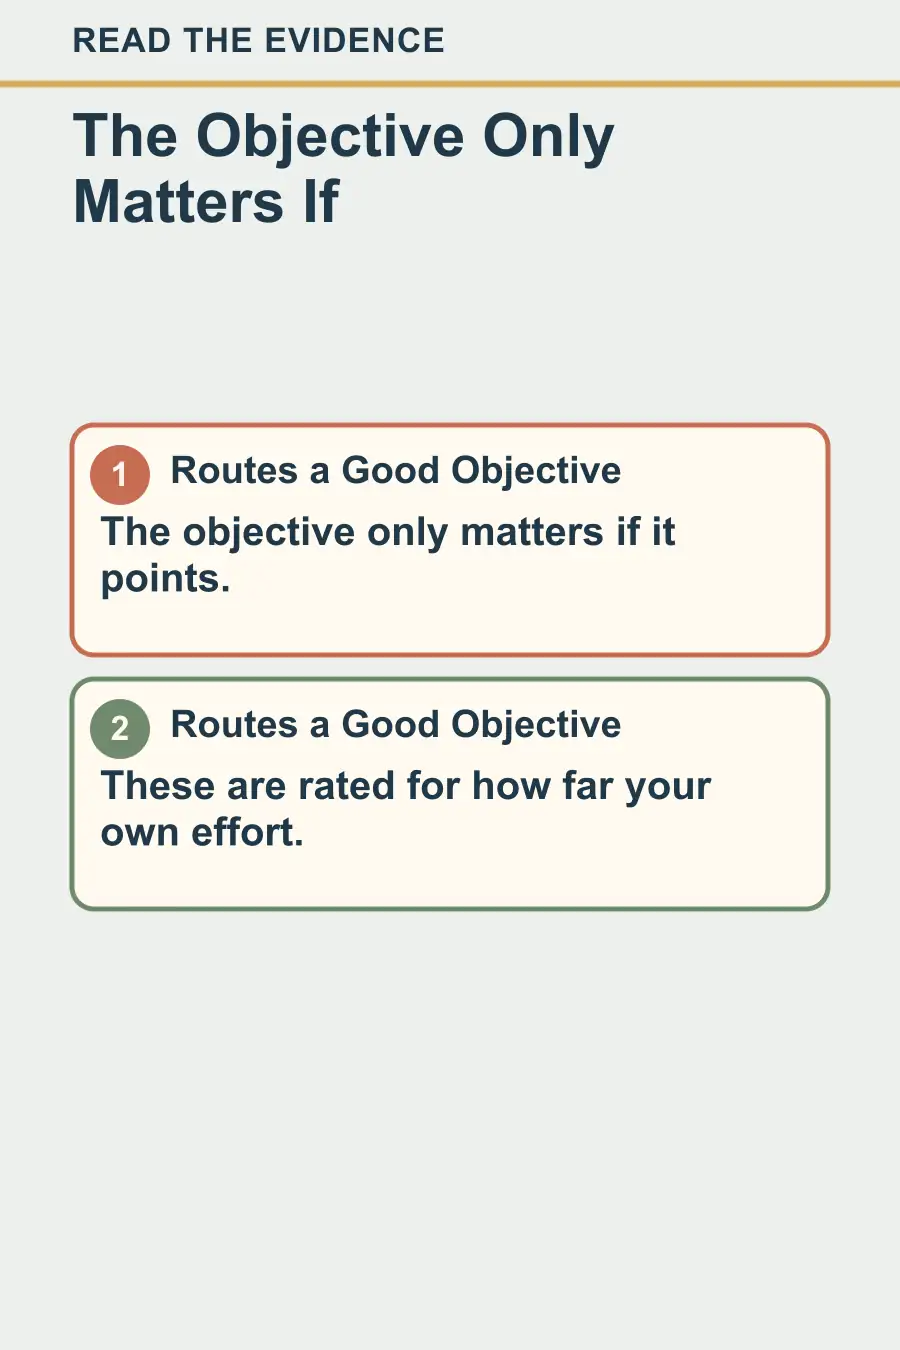 READ THE EVIDENCE
The Objective Only
Matters If
1 Routes a Good Objective
The objective only matters if it
points.
2 Routes a Good Objective
These are rated for how far your
own effort.